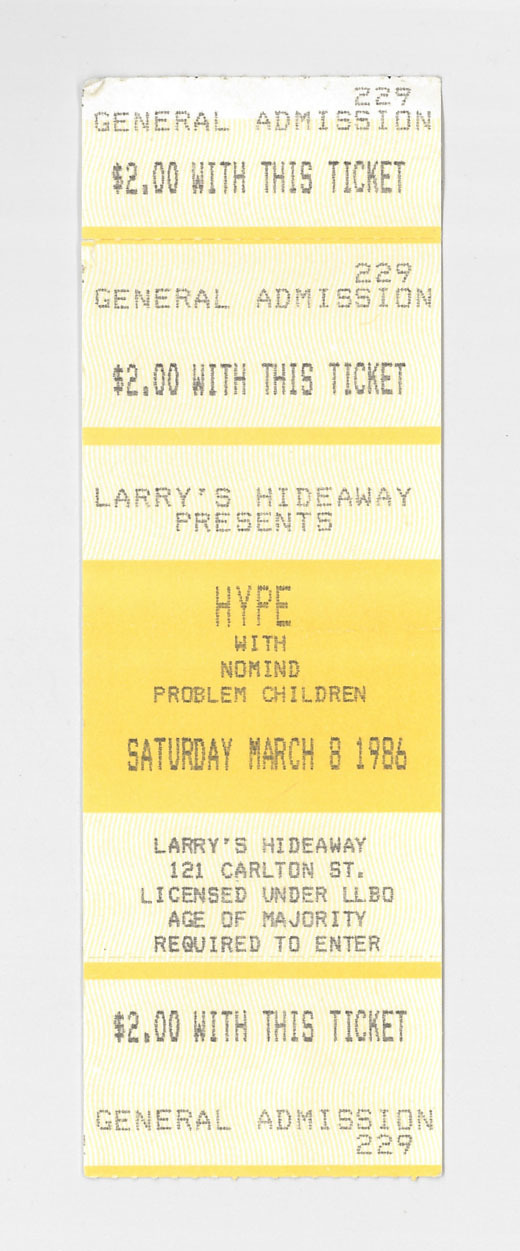 229
GENERAL ADMISSION
$2.00 WITH THIS TICKET
229
GENERAL ADMISSION
$2.00 WITH THIS TICKET
LARRY'S HIDEAWAY
PRESENTS
HYPE
WITH
NOMIND
PROBLEM CHILDREN
SATURDAY MARCH 8 1986
LARRY'S HIDEAWAY
121 CARLTON ST.
LICENSED UNDER LLBO
AGE OF MAJORITY
REQUIRED TO ENTER
$2.00 WITH THIS TICKET
GENERAL ADMISSION
229